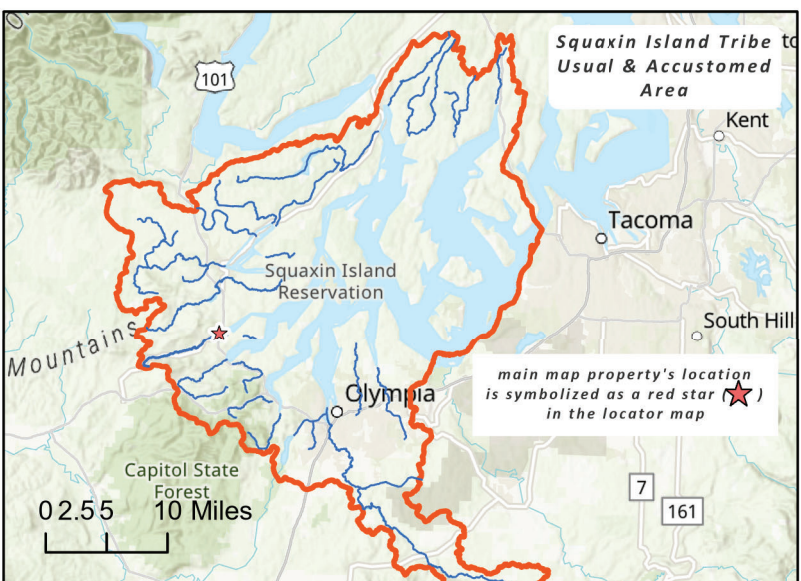 Squaxin Island Tribe
Usual & Accustomed
Area
101
Kent
Tacoma
Squaxin Island
Reservation
South Hill
Mountains
main map property's location
is symbolized as a red star ( )
in the locator map
Olympia
Capitol State
Forest
7
161
0 2.5 5 10 Miles